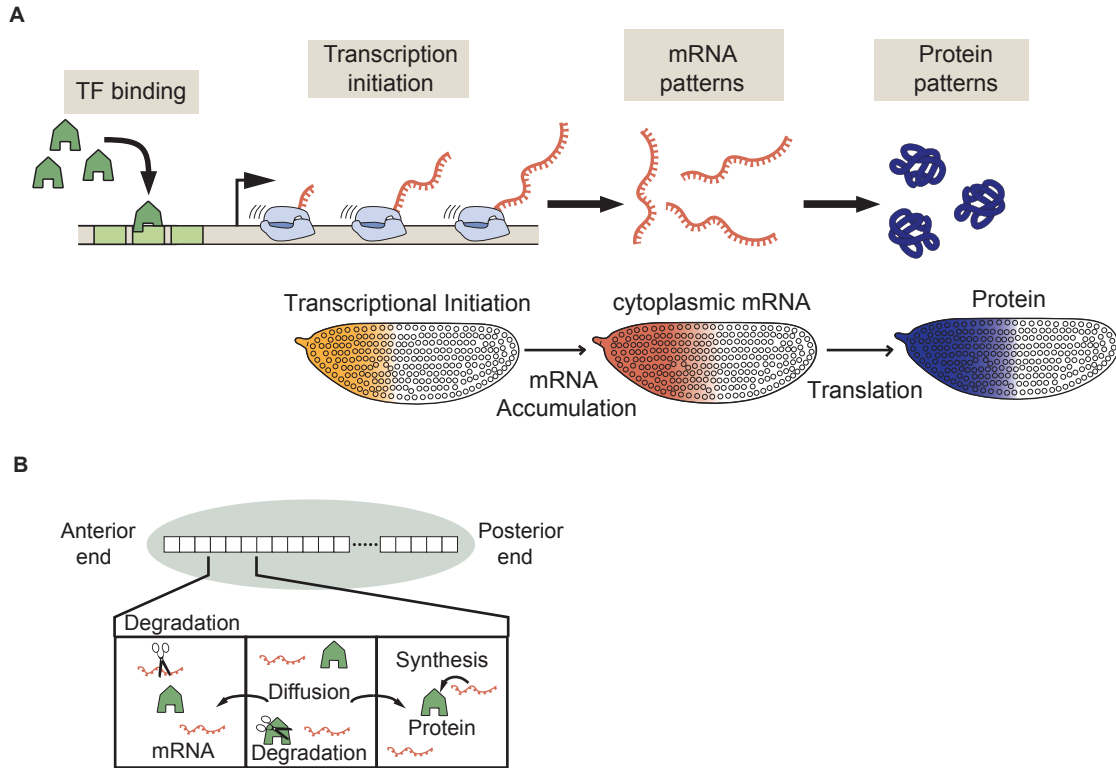 A
TF binding
Transcription
initiation
mRNA
patterns
Protein
patterns
Transcriptional Initiation
cytoplasmic mRNA
Protein
mRNA
Accumulation
Translation
B
Anterior
end
Posterior
end
Degradation
mRNA
Diffusion
Degradation
Synthesis
Protein